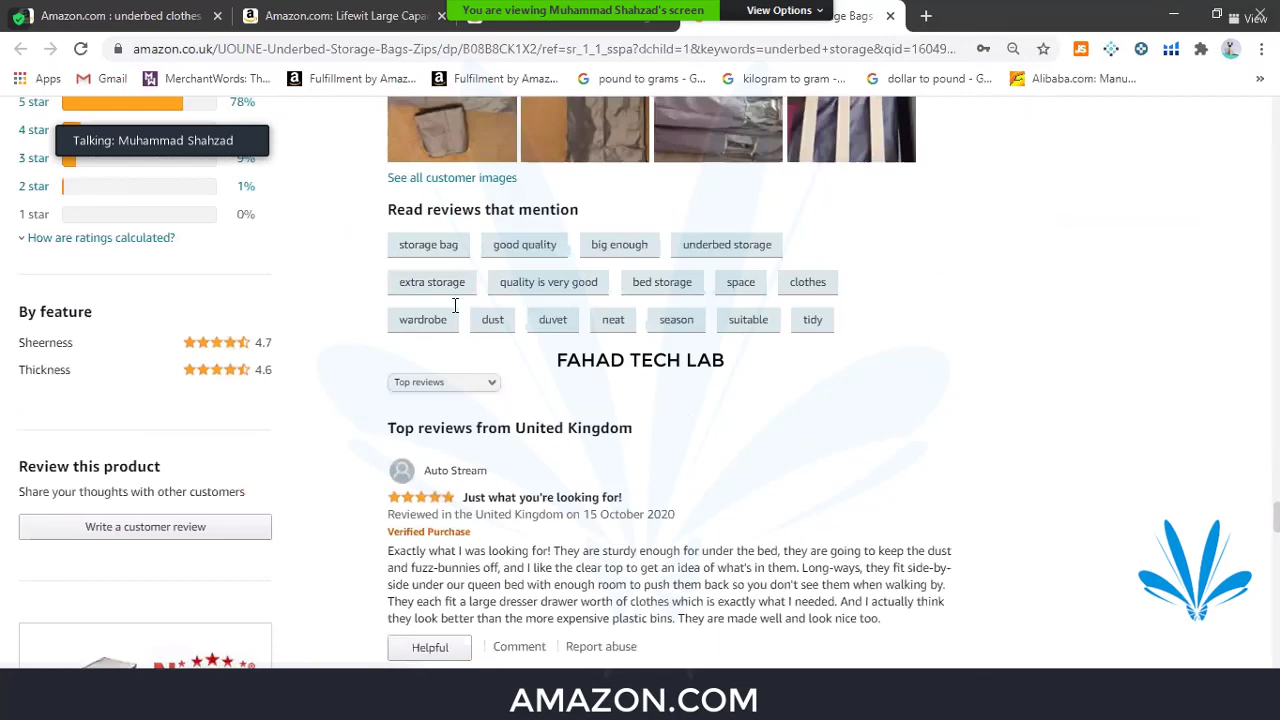 Amazon.com : underbed clothes
Amazon.com: Lifewit Large Capa
You are viewing Muhammad Shahzad's screen
View Options
e Bags
View
amazon.co.uk/UOUNE-Underbed-Storage-Bags-Zips/dp/B08B8CK1X2/ref=sr_1_1_sspa?dchild=1&keywords=underbed+storage&qid=16049...
Apps
Gmail
MerchantWords: Th...
Fulfillment by Amaz...
Fulfilment by Amaz...
pound to grams - G...
kilogram to gram -...
dollar to pound - G...
Alibaba.com: Manu...
5 star 78%
4 star
Talking: Muhammad Shahzad
3 star 9%
2 star 1%
1 star 0%
How are ratings calculated?
By feature
Sheerness 4.7
Thickness 4.6
Review this product
Share your thoughts with other customers
Write a customer review
See all customer images
Read reviews that mention
storage bag good quality big enough underbed storage
extra storage quality is very good bed storage space clothes
wardrobe dust duvet neat season suitable tidy
FAHAD TECH LAB
Top reviews
Top reviews from United Kingdom
Auto Stream
Just what you're looking for!
Reviewed in the United Kingdom on 15 October 2020
Verified Purchase
Exactly what I was looking for! They are sturdy enough for under the bed, they are going to keep the dust
and fuzz-bunnies off, and I like the clear top to get an idea of what's in them. Long-ways, they fit side-by-
side under our queen bed with enough room to push them back so you don't see them when walking by.
They each fit a large dresser drawer worth of clothes which is exactly what I needed. And I actually think
they look better than the more expensive plastic bins. They are made well and look nice too.
Helpful
Comment
Report abuse
AMAZON.COM